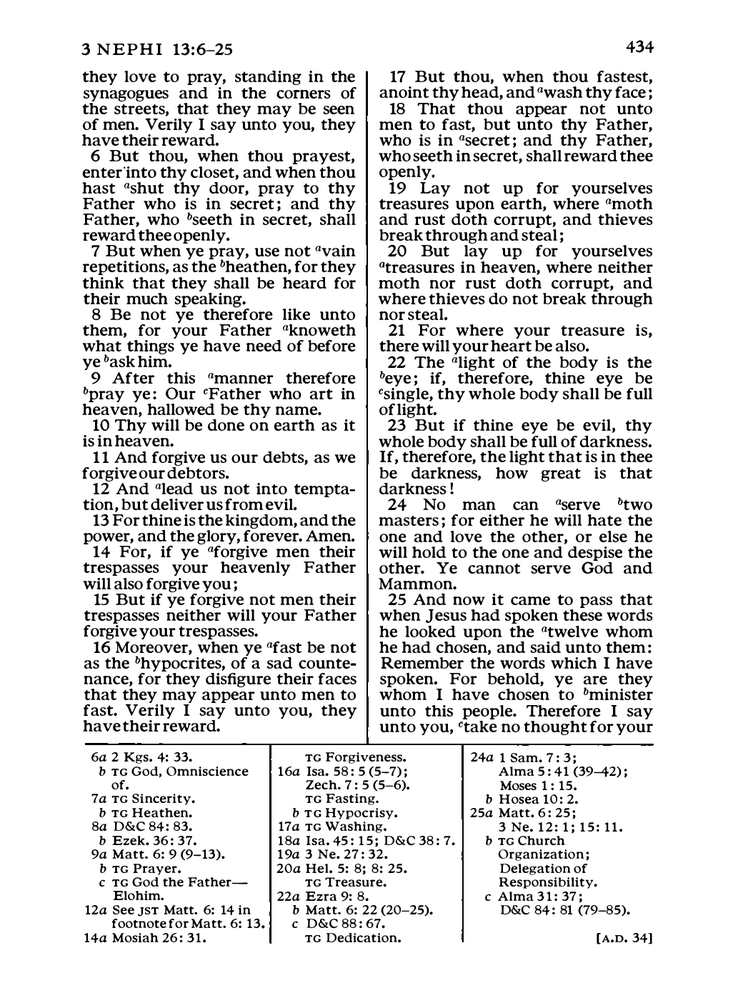 3 NEPHI 13:6–25
434
they love to pray, standing in the
synagogues and in the corners of
the streets, that they may be seen
of men. Verily I say unto you, they
have their reward.
6 But thou, when thou prayest,
enter into thy closet, and when thou
hast ashut thy door, pray to thy
Father who is in secret; and thy
Father, who bseeth in secret, shall
reward thee openly.
7 But when ye pray, use not avain
repetitions, as the bheathen, for they
think that they shall be heard for
their much speaking.
8 Be not ye therefore like unto
them, for your Father aknoweth
what things ye have need of before
ye bask him.
9 After this amanner therefore
bpray ye: Our cFather who art in
heaven, hallowed be thy name.
10 Thy will be done on earth as it
is in heaven.
11 And forgive us our debts, as we
forgive our debtors.
12 And alead us not into tempta-
tion, but deliver us from evil.
13 For thine is the kingdom, and the
power, and the glory, forever. Amen.
14 For, if ye aforgive men their
trespasses your heavenly Father
will also forgive you;
15 But if ye forgive not men their
trespasses neither will your Father
forgive your trespasses.
16 Moreover, when ye afast be not
as the bhypocrites, of a sad counte-
nance, for they disfigure their faces
that they may appear unto men to
fast. Verily I say unto you, they
have their reward.
17 But thou, when thou fastest,
anoint thy head, and awash thy face;
18 That thou appear not unto
men to fast, but unto thy Father,
who is in asecret; and thy Father,
who seeth in secret, shall reward thee
openly.
19 Lay not up for yourselves
treasures upon earth, where amoth
and rust doth corrupt, and thieves
break through and steal;
20 But lay up for yourselves
atreasures in heaven, where neither
moth nor rust doth corrupt, and
where thieves do not break through
nor steal.
21 For where your treasure is,
there will your heart be also.
22 The alight of the body is the
beye; if, therefore, thine eye be
csingle, thy whole body shall be full
of light.
23 But if thine eye be evil, thy
whole body shall be full of darkness.
If, therefore, the light that is in thee
be darkness, how great is that
darkness!
24 No man can aserve btwo
masters; for either he will hate the
one and love the other, or else he
will hold to the one and despise the
other. Ye cannot serve God and
Mammon.
25 And now it came to pass that
when Jesus had spoken these words
he looked upon the atwelve whom
he had chosen, and said unto them:
Remember the words which I have
spoken. For behold, ye are they
whom I have chosen to bminister
unto this people. Therefore I say
unto you, ctake no thought for your
6a 2 Kgs. 4: 33.
b TG God, Omniscience
of.
7a TG Sincerity.
b TG Heathen.
8a D&C 84: 83.
b Ezek. 36: 37.
9a Matt. 6: 9 (9–13).
b TG Prayer.
c TG God the Father—
Elohim.
12a See JST Matt. 6: 14 in
footnote for Matt. 6: 13.
14a Mosiah 26: 31.
TG Forgiveness.
16a Isa. 58: 5 (5–7);
Zech. 7: 5 (5–6).
TG Fasting.
b TG Hypocrisy.
17a TG Washing.
18a Isa. 45: 15; D&C 38: 7.
19a 3 Ne. 27: 32.
20a Hel. 5: 8; 8: 25.
TG Treasure.
22a Ezra 9: 8.
b Matt. 6: 22 (20–25).
c D&C 88: 67.
TG Dedication.
24a 1 Sam. 7: 3;
Alma 5: 41 (39–42);
Moses 1: 15.
b Hosea 10: 2.
25a Matt. 6: 25;
3 Ne. 12: 1; 15: 11.
b TG Church
Organization;
Delegation of
Responsibility.
c Alma 31: 37;
D&C 84: 81 (79–85).
[A.D. 34]